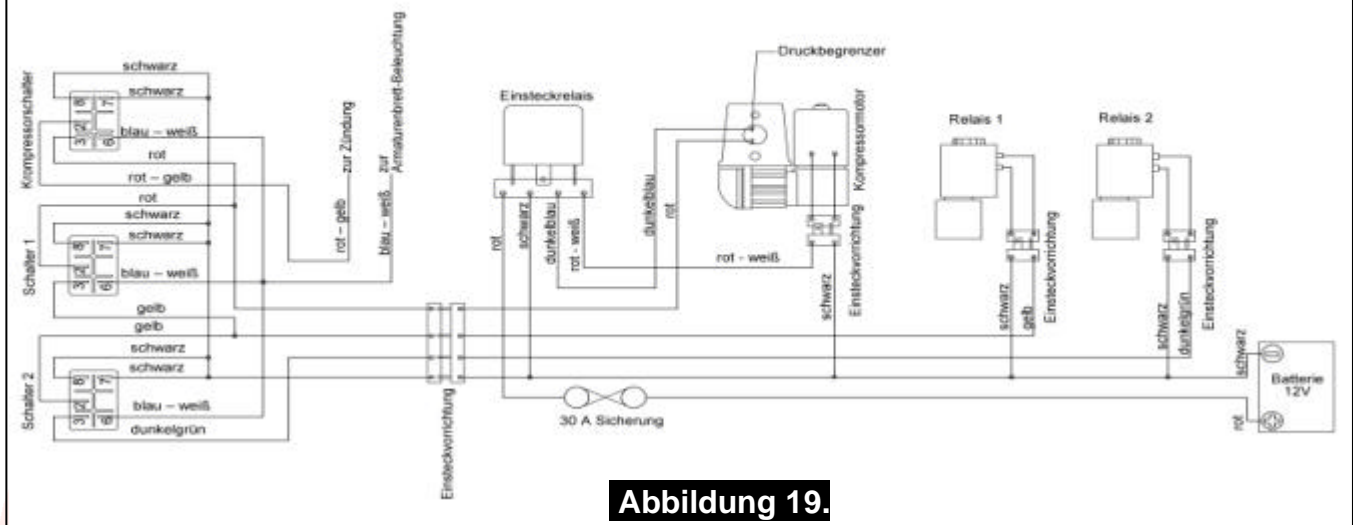 Krompressorschalter
schwarz
schwarz
8 7
[2]
3 6
blau – weiß
rot
rot – gelb
rot
Schalter 1
schwarz
schwarz
8 7
[2]
3 6
blau – weiß
gelb
gelb
Schalter 2
schwarz
schwarz
8 7
[2]
3 6
blau – weiß
dunkelgrün
rot – gelb
zur Zündung
blau – weiß
zur
Armaturenbrett-Beleuchtung
Einsteckvorrichtung
Einsteckrelais
rot
schwarz
dunkelblau
rot - weiß
dunkelblau
rot
Druckbegrenzer
Kompressormotor
rot - weiß
schwarz
Einsteckvorrichtung
30 A Sicherung
Relais 1
schwarz
gelb
Einsteckvorrichtung
Relais 2
schwarz
dunkelgrün
Einsteckvorrichtung
schwarz
rot
Batterie
12V
Abbildung 19.